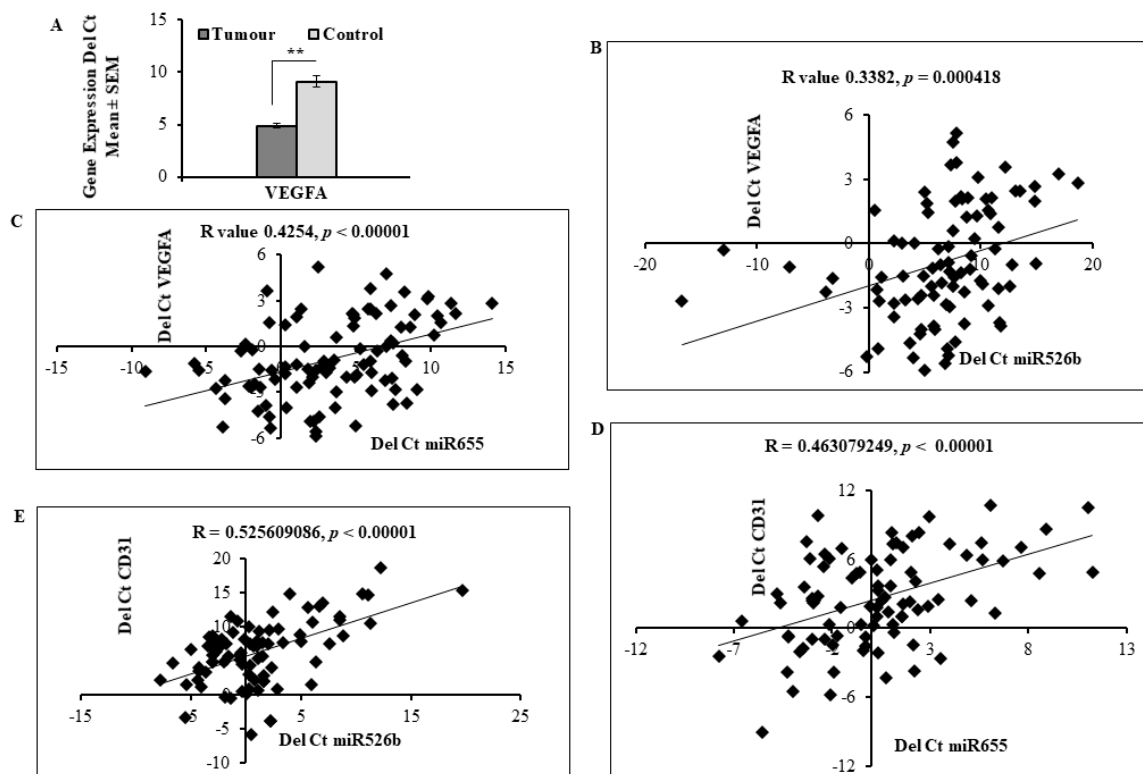 A
Gene Expression Del Ct
Mean ± SEM
15
10
5
0
Tumour
Control
**
VEGFA
B
R value 0.3382, p = 0.000418
Del Ct VEGFA
6
3
0
-3
-6
-20
-10
0
10
20
Del Ct miR526b
C
R value 0.4254, p < 0.00001
Del Ct VEGFA
6
3
0
-3
-6
-15
-10
-5
0
5
10
15
Del Ct miR655
D
R = 0.463079249, p < 0.00001
Del Ct CD31
12
6
0
-6
-12
-12
-7
-2
3
8
13
Del Ct miR655
E
R = 0.525609086, p < 0.00001
Del Ct CD31
20
15
10
5
0
-5
-10
-15
-5
5
15
25
Del Ct miR526b